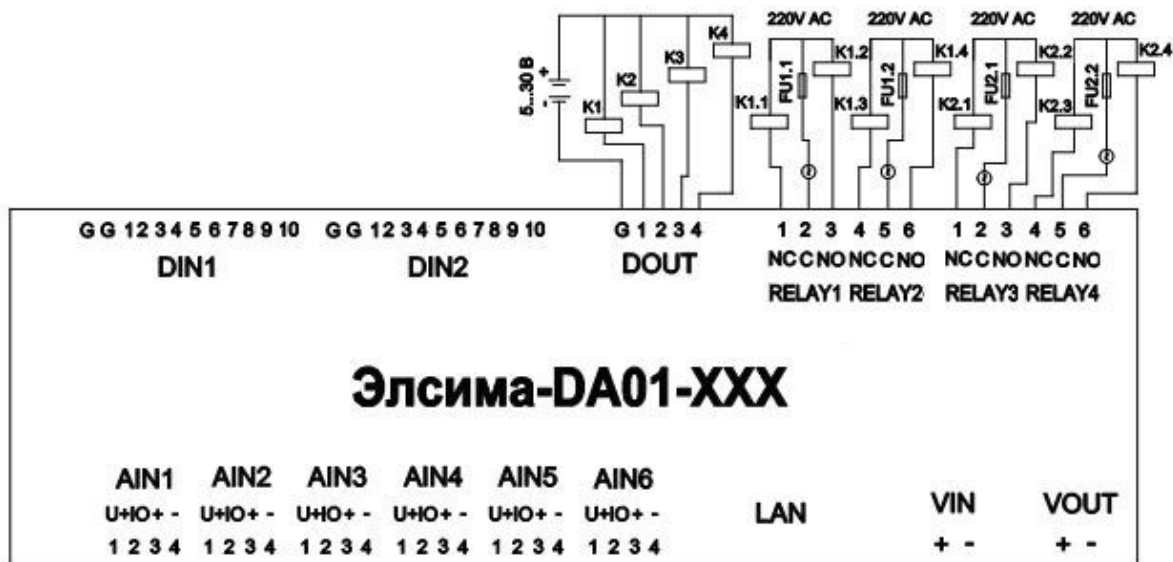 220V AC 220V AC 220V AC 220V AC
K4
K3
K2
K1
5...30 В
+
-
K1.2 K1.4 K2.2 K2.4
FU1.1 FU1.2 FU2.1 FU2.2
K1.1 K1.3 K2.1 K2.3
G G 1 2 3 4 5 6 7 8 9 10
DIN1
G G 1 2 3 4 5 6 7 8 9 10
DIN2
G 1 2 3 4
DOUT
1 2 3 4 5 6
NC C NO NC C NO
RELAY1 RELAY2
1 2 3 4 5 6
NC C NO NC C NO
RELAY3 RELAY4
Элсима-DA01-XXX
AIN1 AIN2 AIN3 AIN4 AIN5 AIN6
U+IO+ - U+IO+ - U+IO+ - U+IO+ - U+IO+ - U+IO+ -
1 2 3 4 1 2 3 4 1 2 3 4 1 2 3 4 1 2 3 4 1 2 3 4
LAN
VIN
+ -
VOUT
+ -